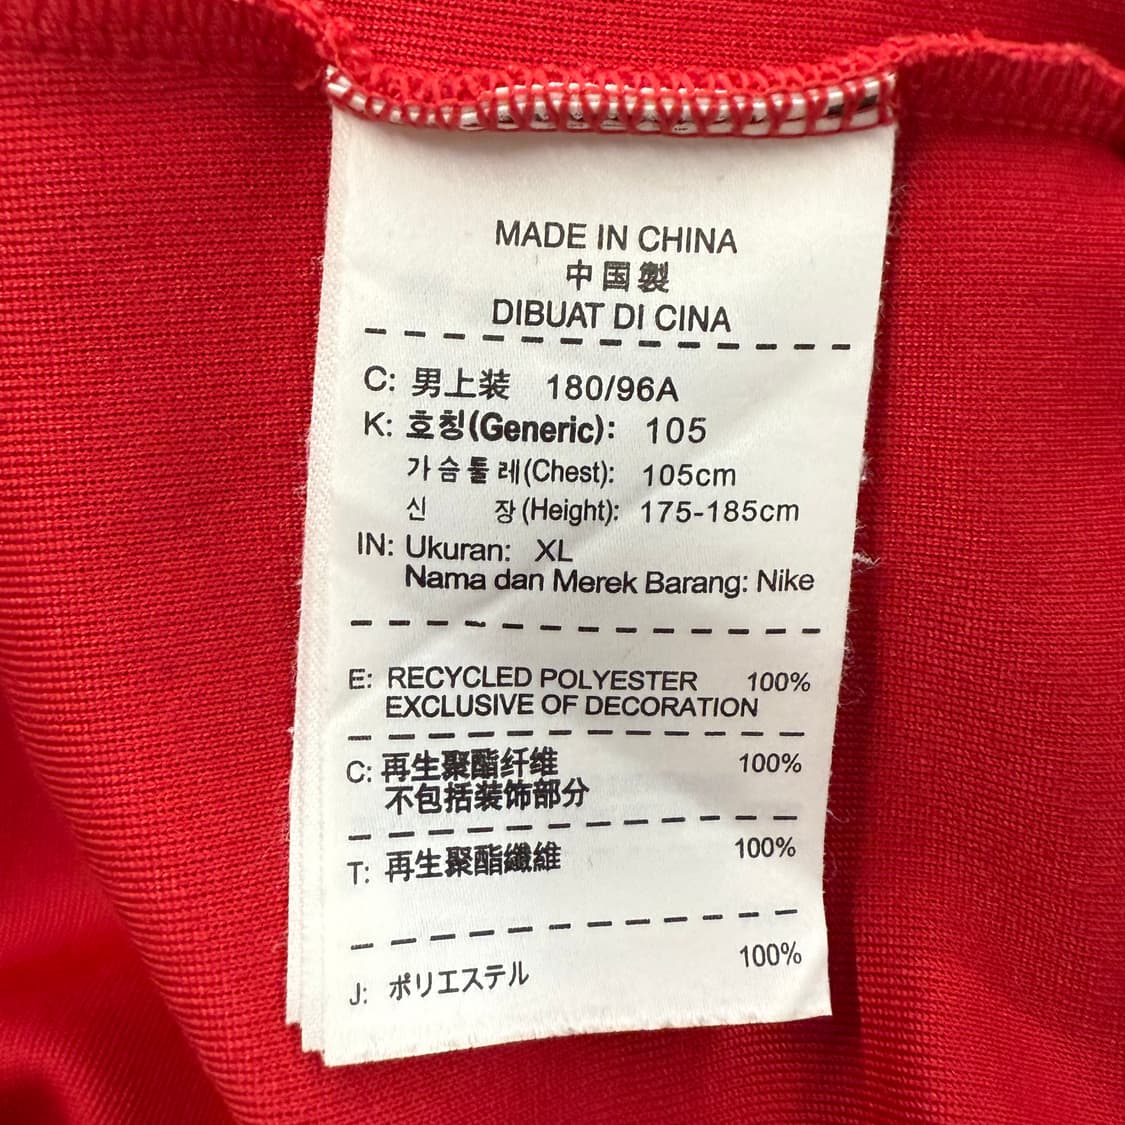 MADE IN CHINA
中国製
DIBUAT DI CINA
C: 男上装 180/96A
K: 호칭(Generic): 105
가슴둘레(Chest): 105cm
신 장(Height): 175-185cm
IN: Ukuran: XL
Nama dan Merek Barang: Nike
E: RECYCLED POLYESTER 100%
EXCLUSIVE OF DECORATION
C: 再生聚酯纤维 100%
不包括装饰部分
T: 再生聚酯纖維 100%
J: ポリエステル 100%